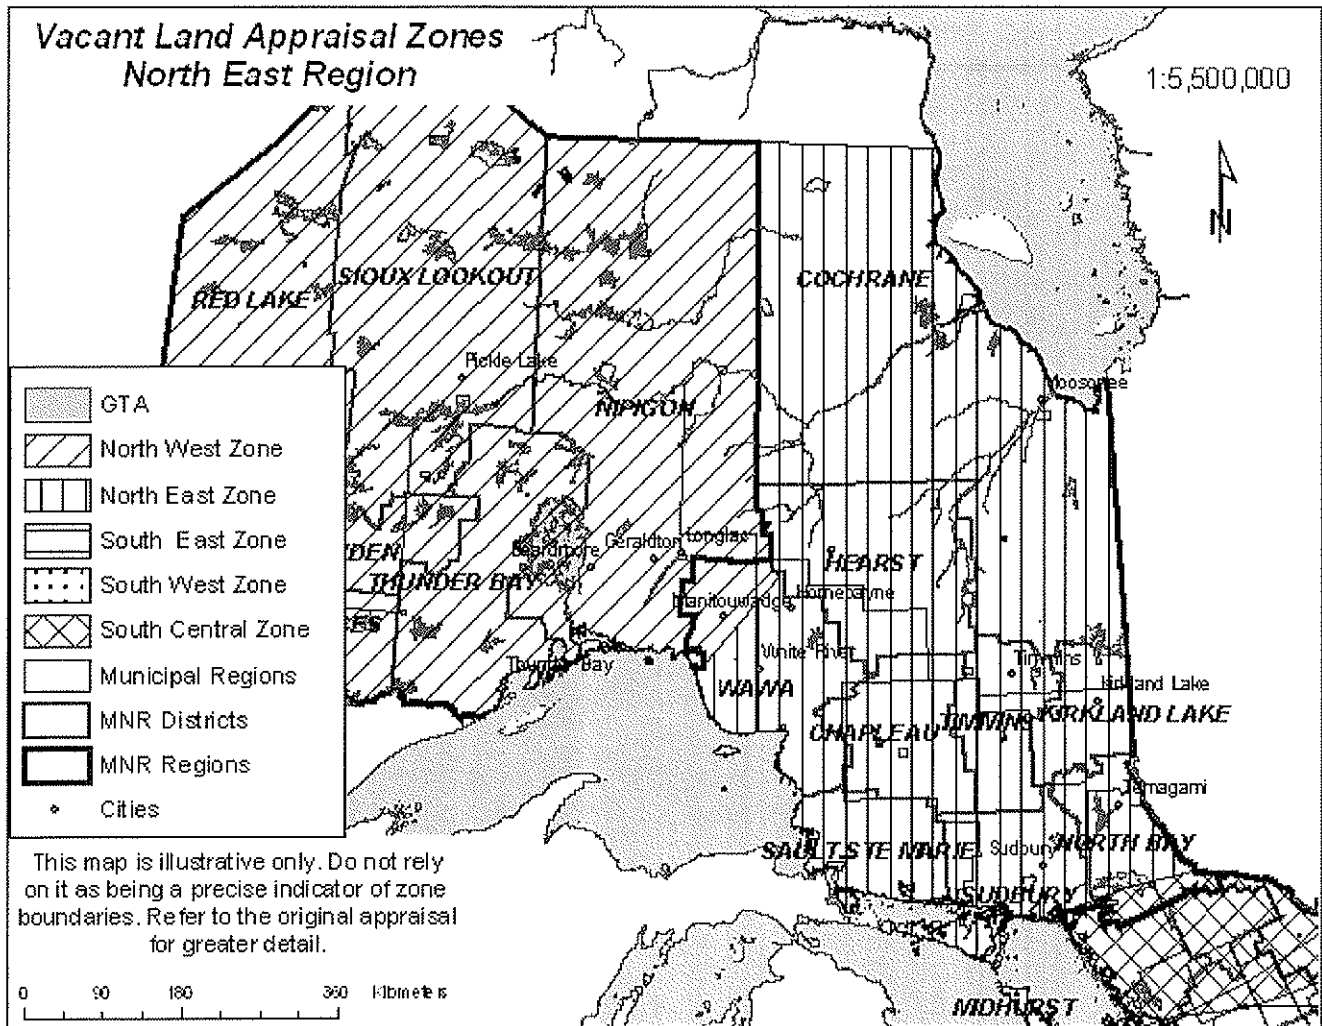 Vacant Land Appraisal Zones
North East Region
1:5,500,000
N
COCHRANE
SIOUX LOOKOUT
RED LAKE
Pickle Lake
Moosonee
NIPIGON
GTA
North West Zone
North East Zone
South East Zone
South West Zone
South Central Zone
Municipal Regions
MNR Districts
MNR Regions
Cities
Beardmore
Geraldton
Longlac
DEN
THUNDER BAY
HEARST
Manitouwadge
Hornepayne
ES
White River
Timmins
Thunder Bay
WAWA
Kirkland Lake
CHAPLEAU
TIMMINS
KIRKLAND LAKE
Temagami
SAULT STE MARIE
Sudbury
NORTH BAY
SUDBURY
MIDHURST
This map is illustrative only. Do not rely
on it as being a precise indicator of zone
boundaries. Refer to the original appraisal
for greater detail.
0 90 180 360 Kilometers